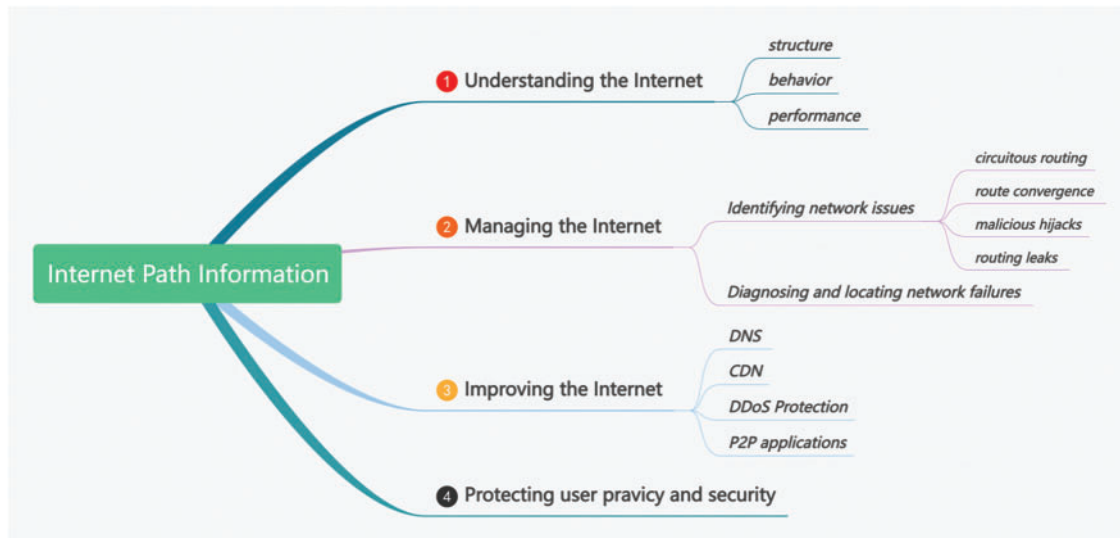 Internet Path Information
1 Understanding the Internet
structure
behavior
performance
2 Managing the Internet
Identifying network issues
circuitous routing
route convergence
malicious hijacks
routing leaks
Diagnosing and locating network failures
3 Improving the Internet
DNS
CDN
DDoS Protection
P2P applications
4 Protecting user pravicy and security